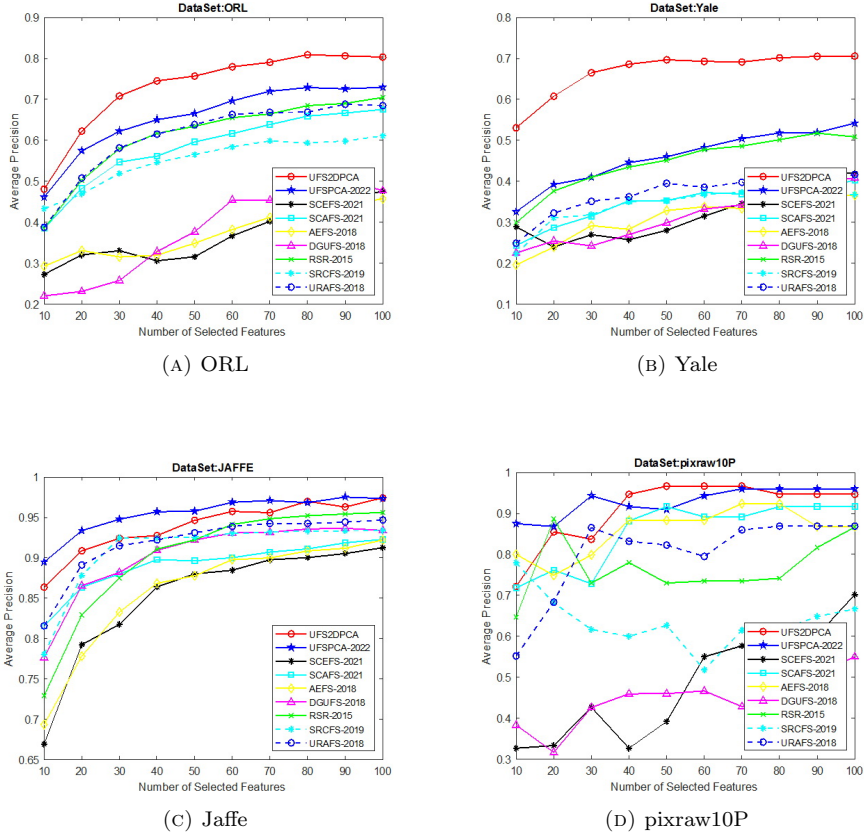 DataSet:ORL
0.9
0.8
0.7
0.6
0.5
0.4
0.3
0.2
Average Precision
10 20 30 40 50 60 70 80 90 100
Number of Selected Features
UFS2DPCA
UFSPCA-2022
SCEFS-2021
SCAFS-2021
AEFS-2018
DGUFS-2018
RSR-2015
SRCFS-2019
URAFS-2018
(A) ORL
DataSet:Yale
0.8
0.7
0.6
0.5
0.4
0.3
0.2
0.1
Average Precision
10 20 30 40 50 60 70 80 90 100
Number of Selected Features
UFS2DPCA
UFSPCA-2022
SCEFS-2021
SCAFS-2021
AEFS-2018
DGUFS-2018
RSR-2015
SRCFS-2019
URAFS-2018
(B) Yale
DataSet:JAFFE
1
0.95
0.9
0.85
0.8
0.75
0.7
0.65
Average Precision
10 20 30 40 50 60 70 80 90 100
Number of Selected Features
UFS2DPCA
UFSPCA-2022
SCEFS-2021
SCAFS-2021
AEFS-2018
DGUFS-2018
RSR-2015
SRCFS-2019
URAFS-2018
(C) Jaffe
DataSet:pixraw10P
1
0.9
0.8
0.7
0.6
0.5
0.4
0.3
Average Precision
10 20 30 40 50 60 70 80 90 100
Number of Selected Features
UFS2DPCA
UFSPCA-2022
SCEFS-2021
SCAFS-2021
AEFS-2018
DGUFS-2018
RSR-2015
SRCFS-2019
URAFS-2018
(D) pixraw10P